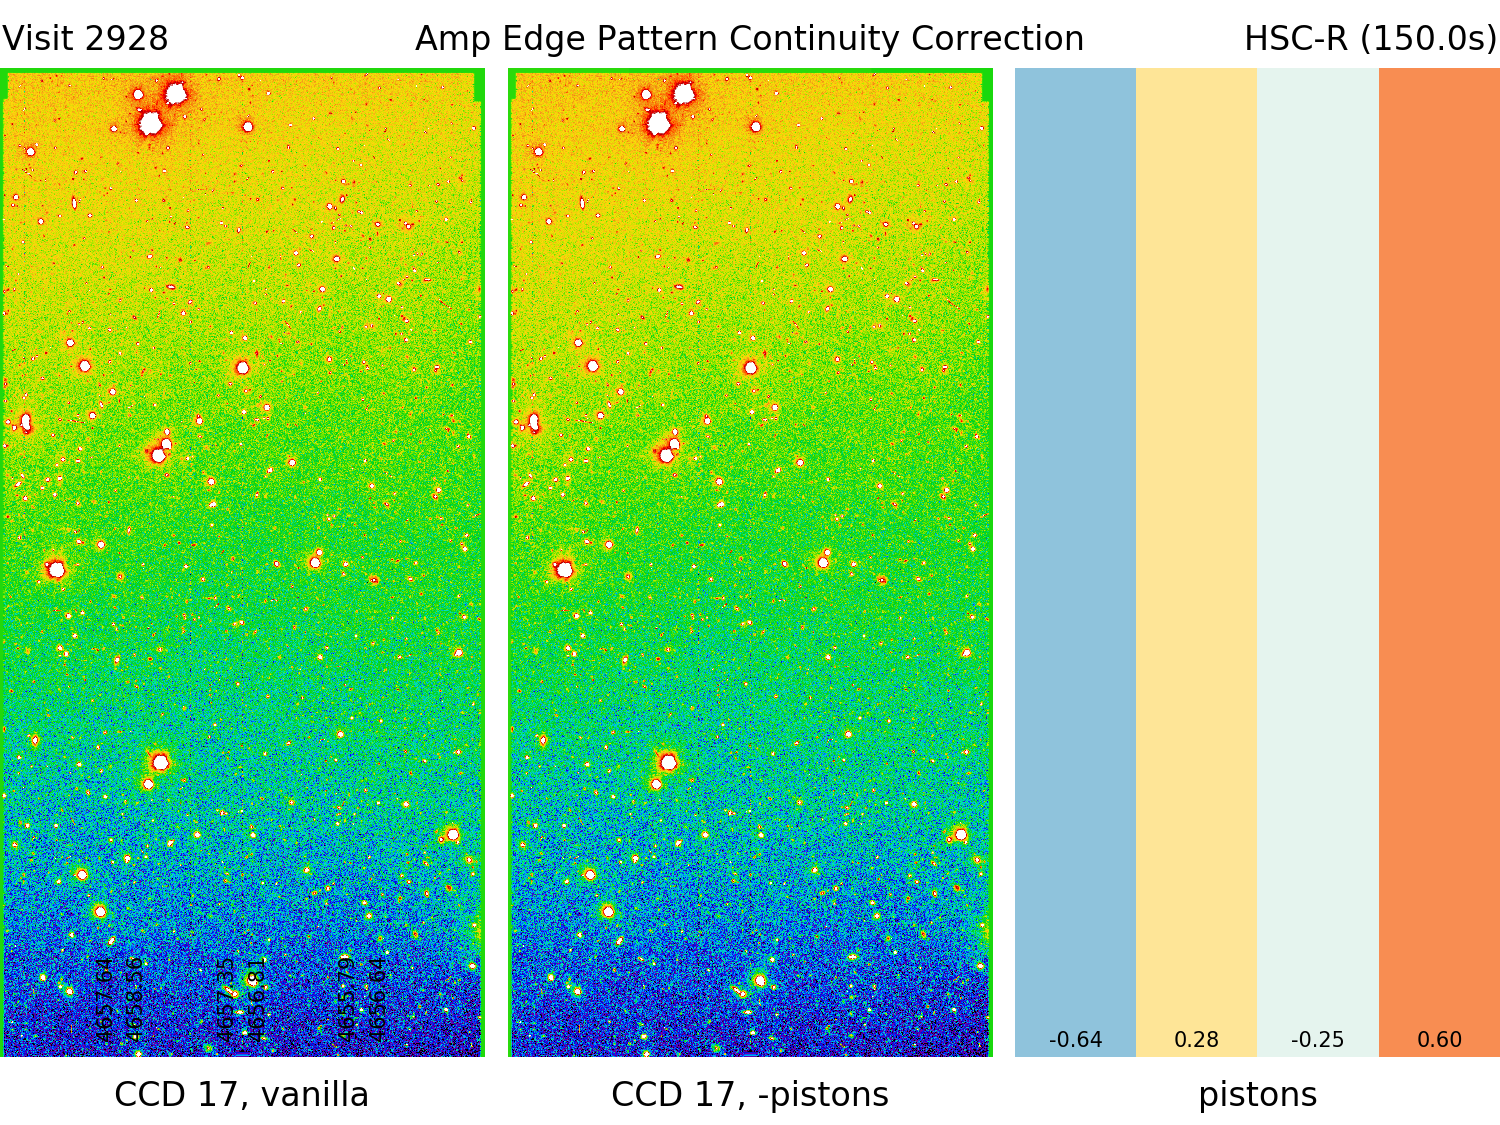 Visit 2928
Amp Edge Pattern Continuity Correction
HSC-R (150.0s)
4657.64
4658.56
4657.35
4656.81
4655.79
4656.64
-0.64
0.28
-0.25
0.60
CCD 17, vanilla
CCD 17, -pistons
pistons